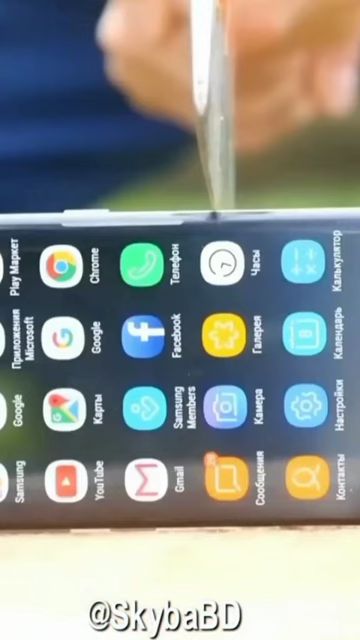 Samsung
Google
Приложения
Microsoft
Play Маркет
YouTube
Карты
Google
Chrome
Gmail
Samsung
Members
Facebook
Телефон
Сообщения
Камера
Галерея
Часы
8
Контакты
Настройки
Календарь
Калькулятор
@SkybaBD